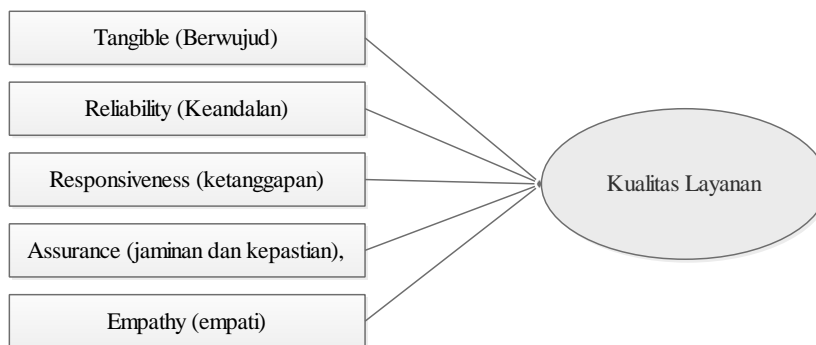 Tangible (Berwujud)
Reliability (Keandalan)
Responsiveness (ketanggapan)
Kualitas Layanan
Assurance (jaminan dan kepastian),
Empathy (empati)